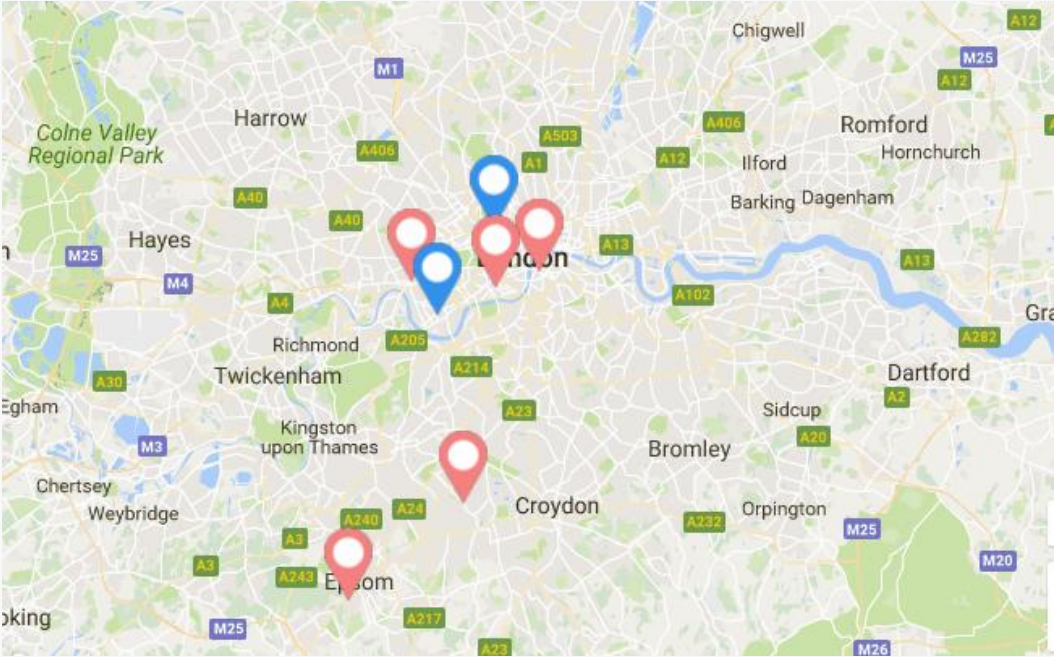 A12
Chigwell
M25
M1
A12
Harrow
A406
Romford
Colne Valley
Regional Park
A503
A406
A1
A12
Ilford
Hornchurch
A40
A40
Barking
Dagenham
Hayes
M25
A13
A13
M4
A4
A102
A205
Richmond
A282
A214
Twickenham
Dartford
A30
A2
Egham
A23
Sidcup
Kingston
upon Thames
M3
A20
Bromley
Chertsey
Weybridge
A24
Croydon
A240
A232
Orpington
M25
A3
A3
M20
A243
A217
M25
A23
M26